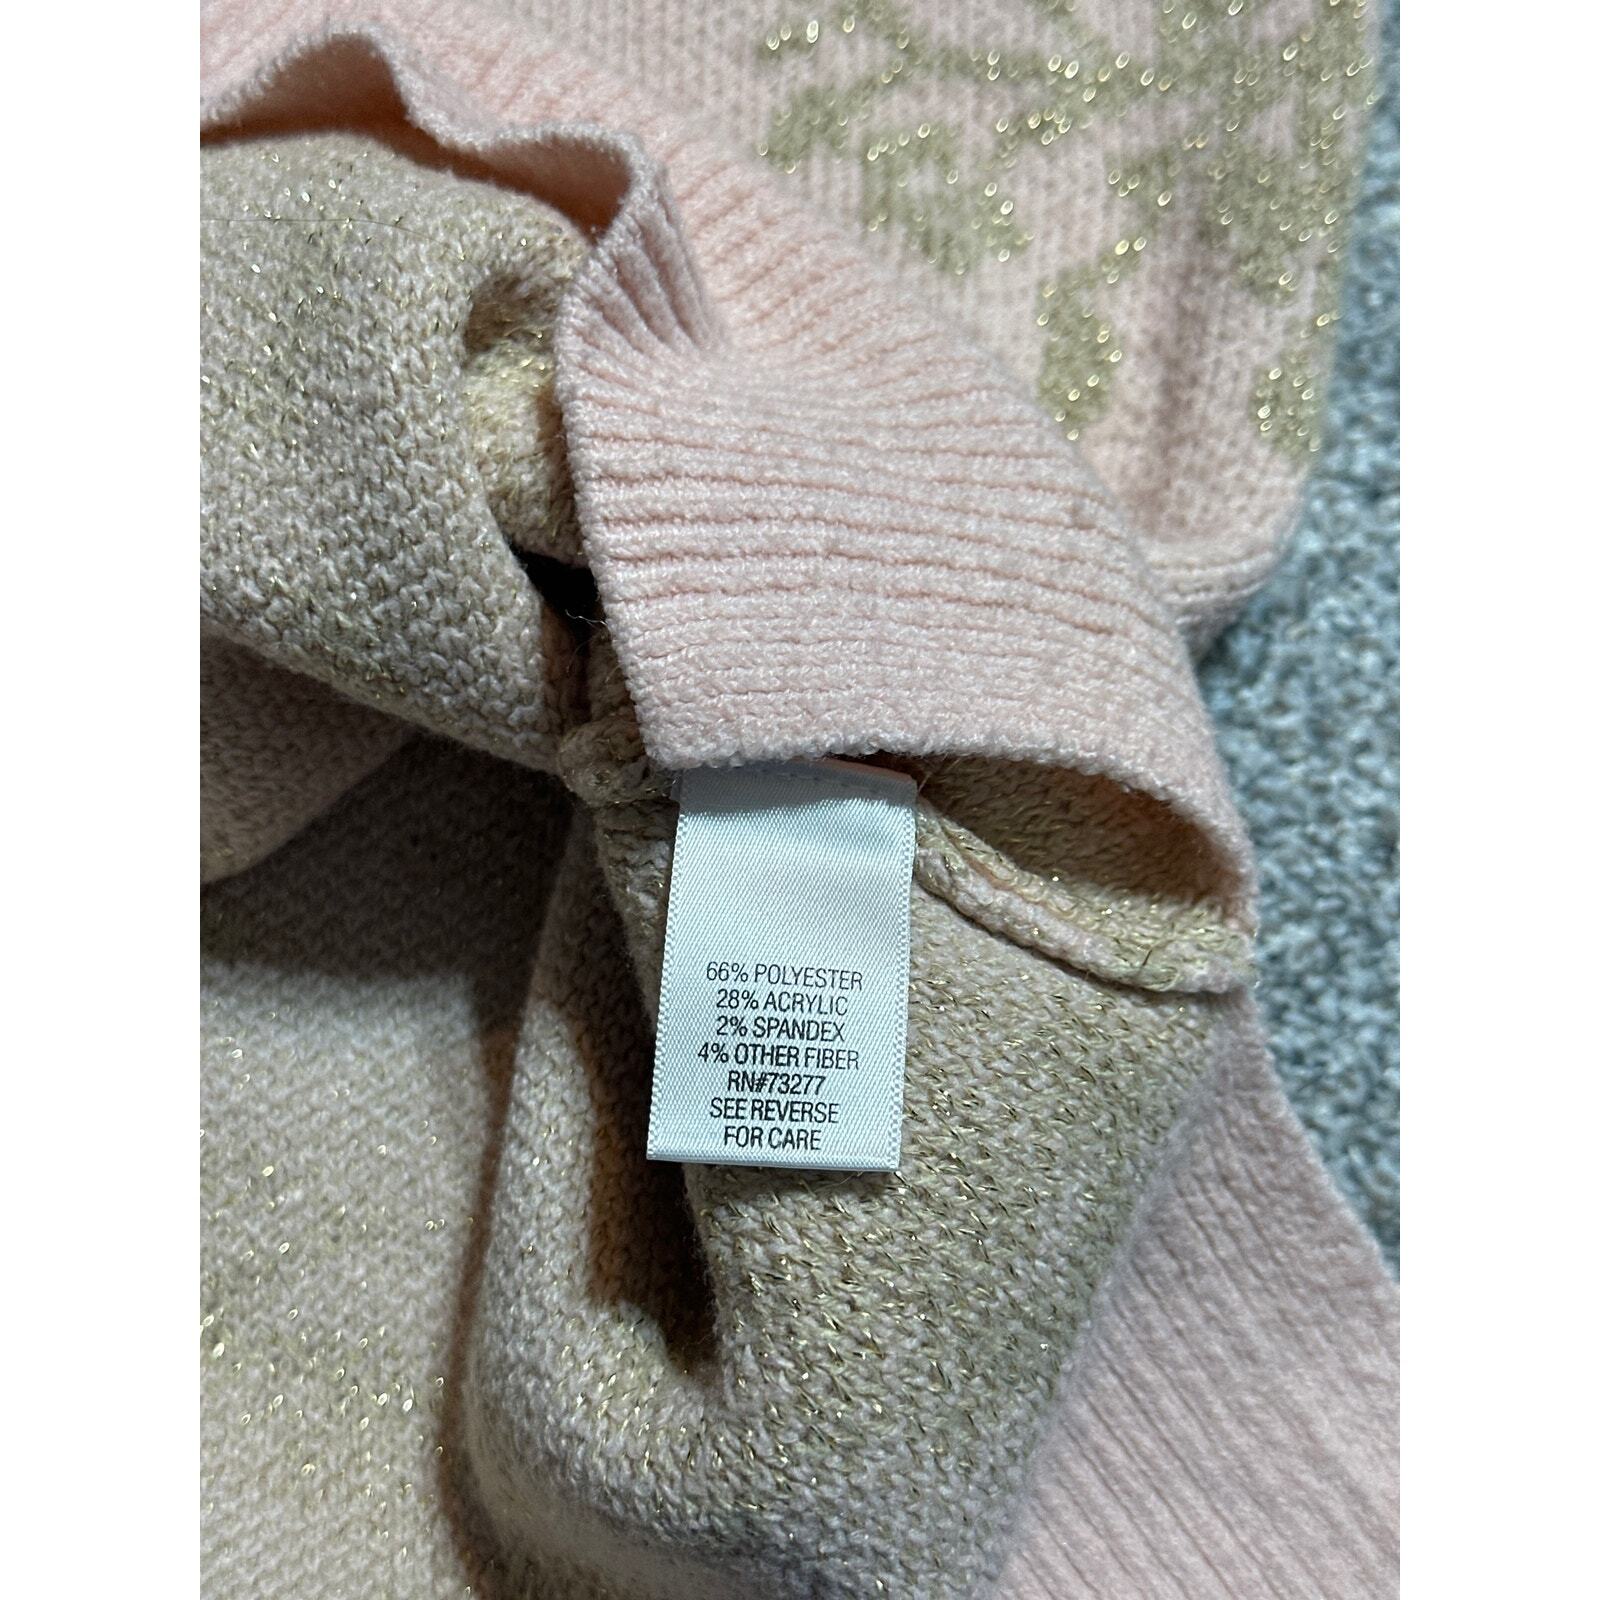 66% POLYESTER
28% ACRYLIC
2% SPANDEX
4% OTHER FIBER
RN#73277
SEE REVERSE
FOR CARE